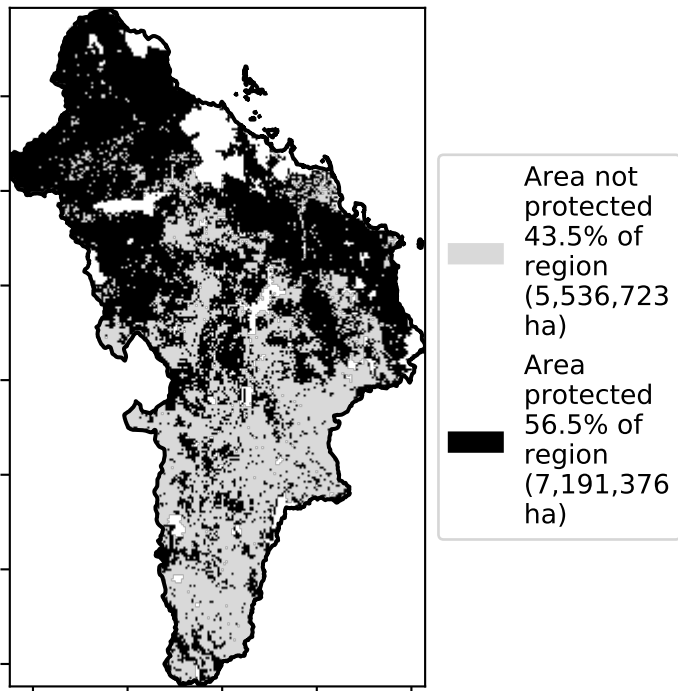 Area not
protected
43.5% of
region
(5,536,723
ha)
Area
protected
56.5% of
region
(7,191,376
ha)